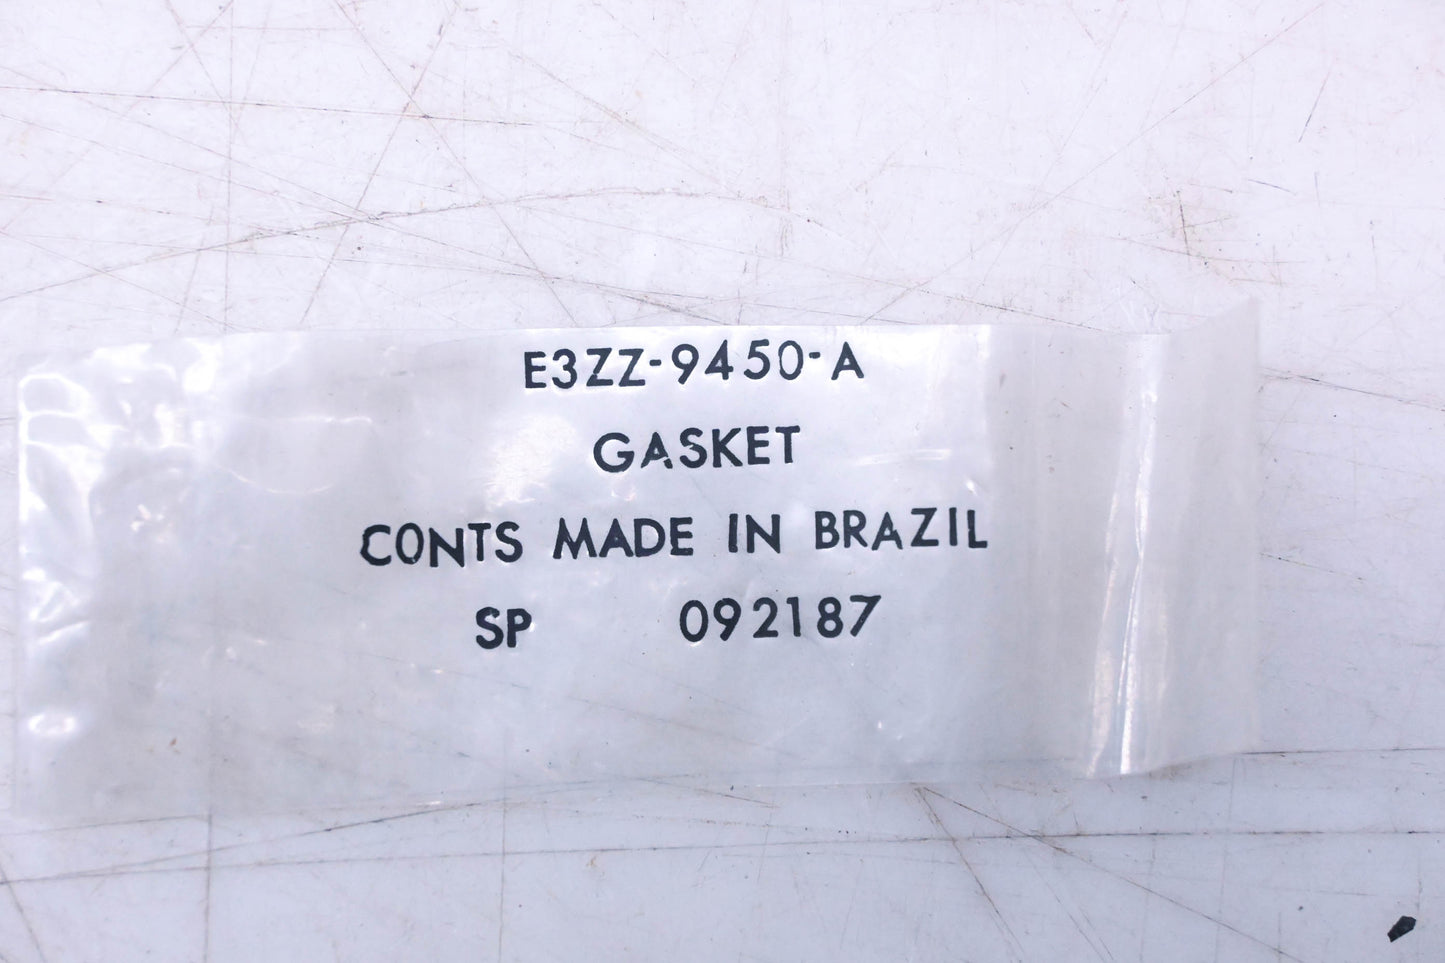 E3ZZ-9450-A
GASKET
CONTS MADE IN BRAZIL
SP 092187